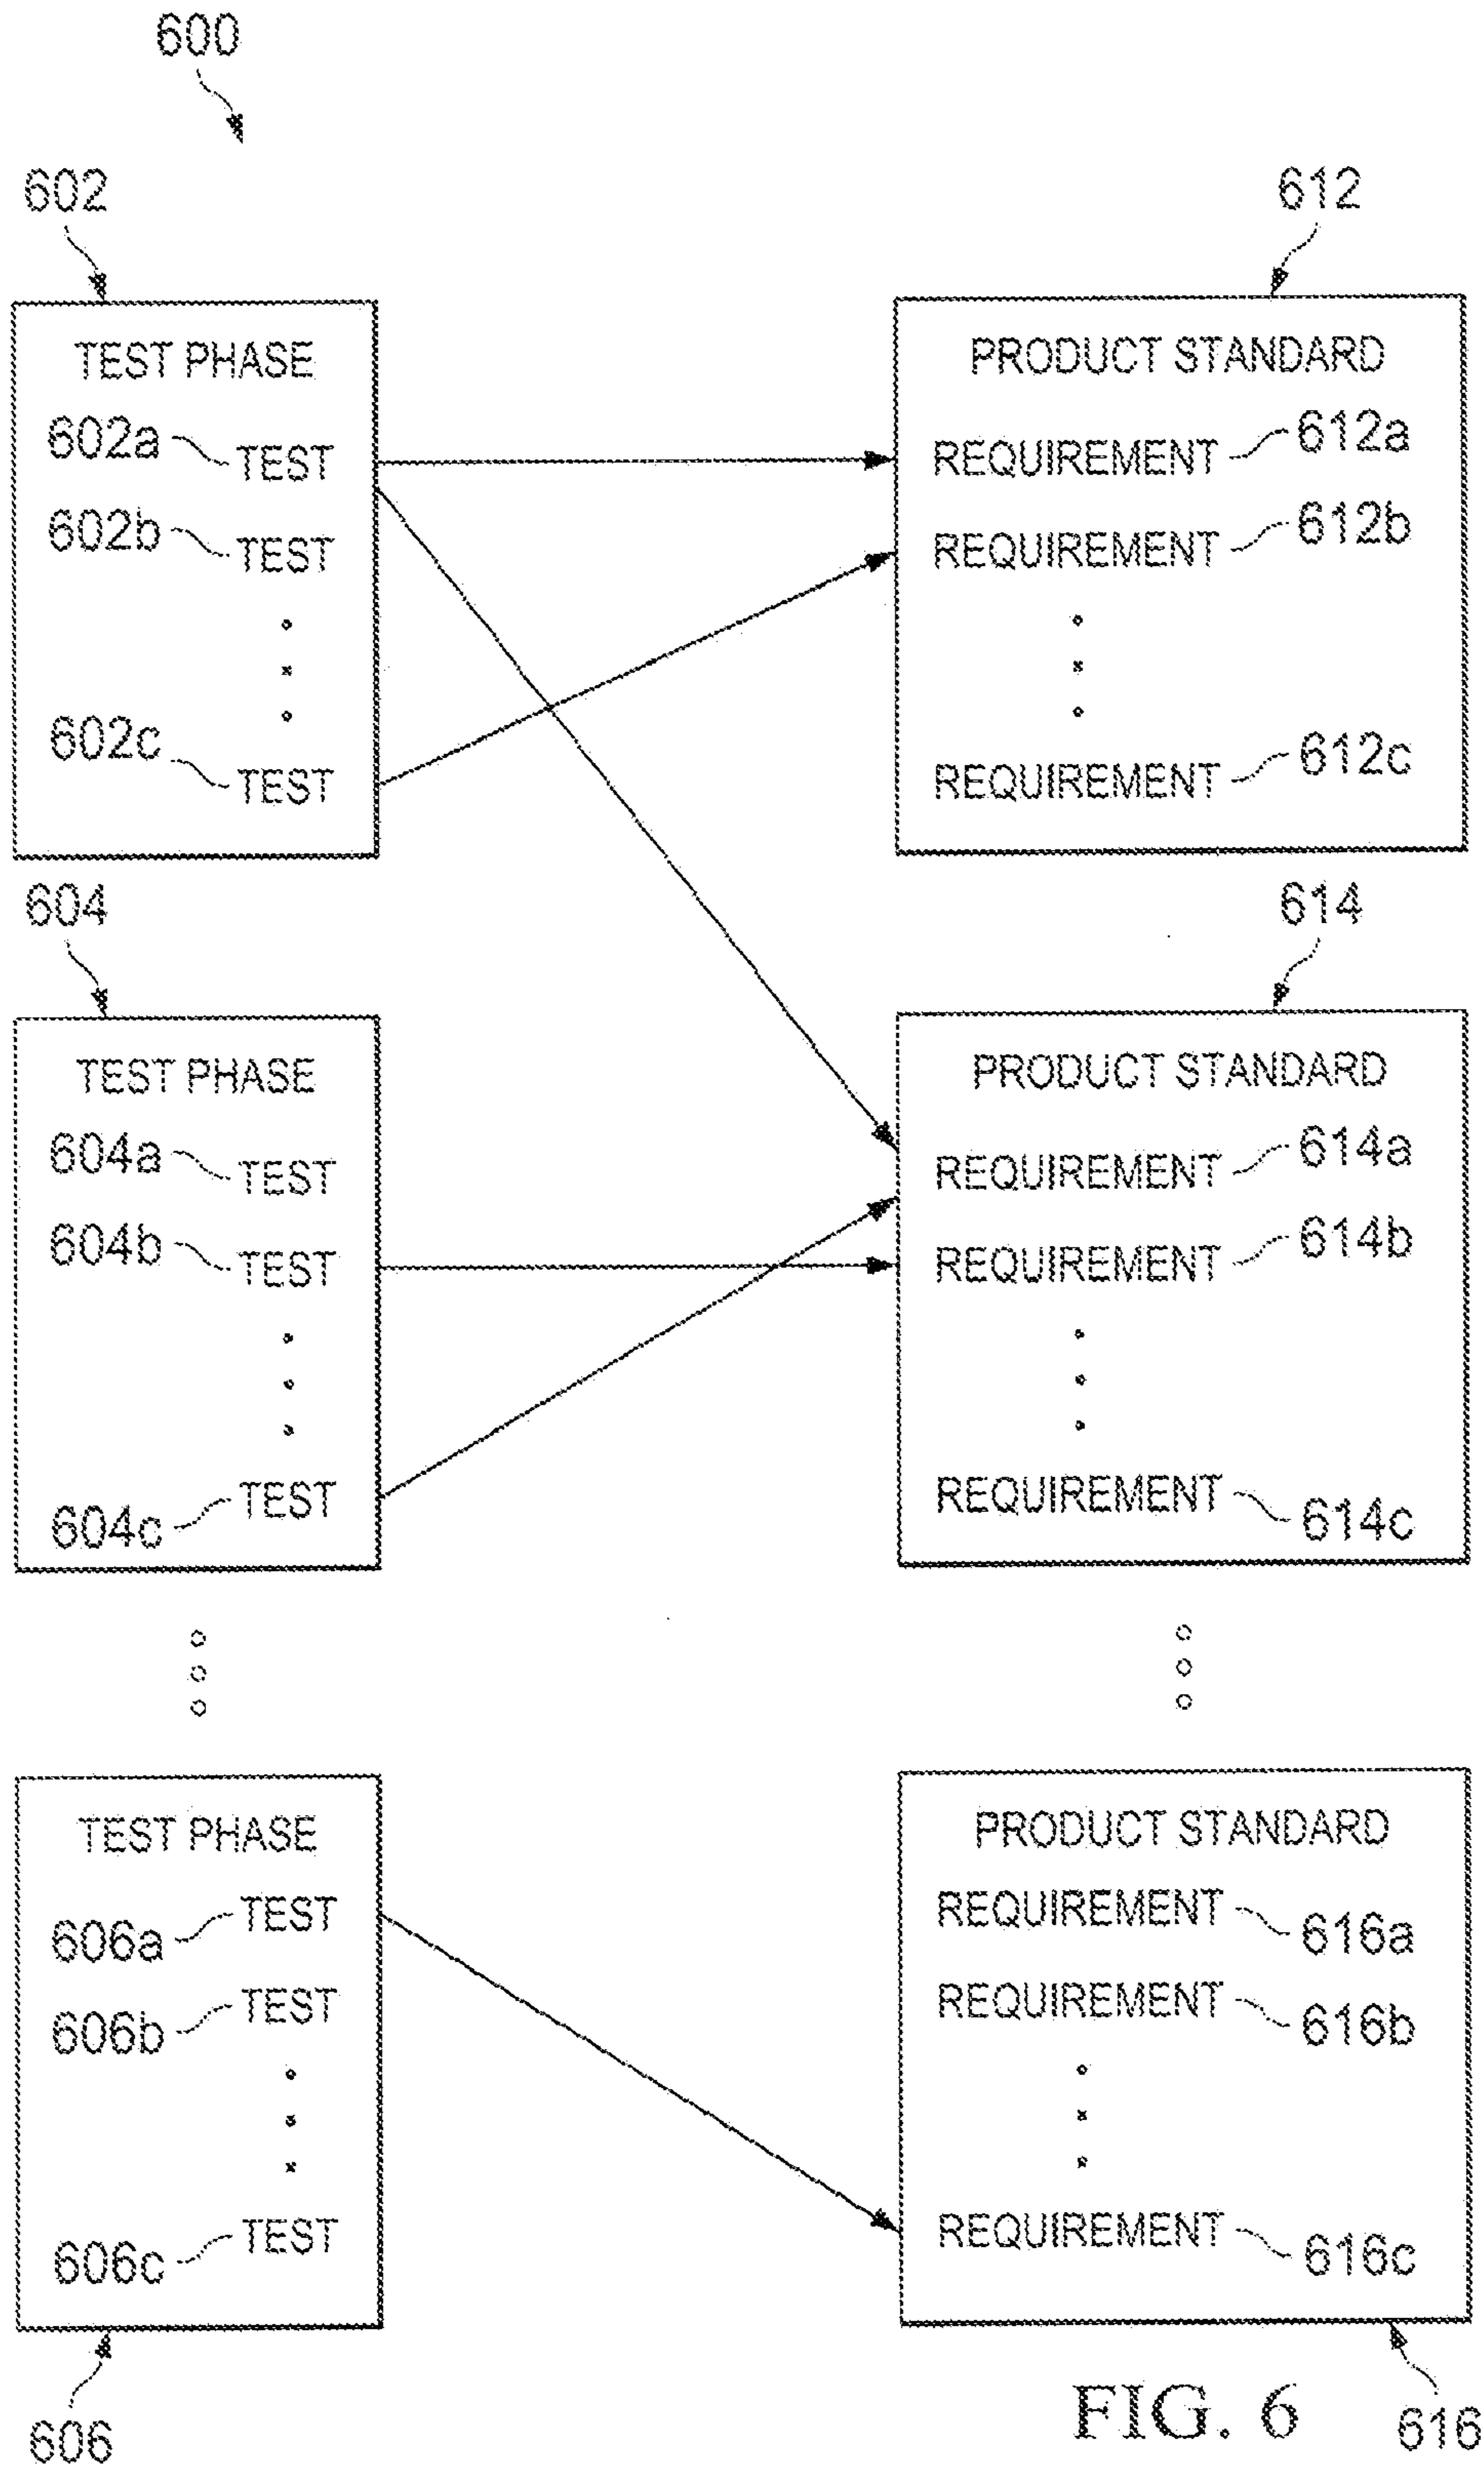 600
602
612
TEST PHASE
PRODUCT STANDARD
602a TEST
REQUIREMENT 612a
602b TEST
REQUIREMENT 612b
602c TEST
REQUIREMENT 612c
604
614
TEST PHASE
PRODUCT STANDARD
604a TEST
REQUIREMENT 614a
604b TEST
REQUIREMENT 614b
604c TEST
REQUIREMENT 614c
TEST PHASE
PRODUCT STANDARD
606a TEST
REQUIREMENT 616a
606b TEST
REQUIREMENT 616b
606c TEST
REQUIREMENT 616c
606
FIG. 6
616